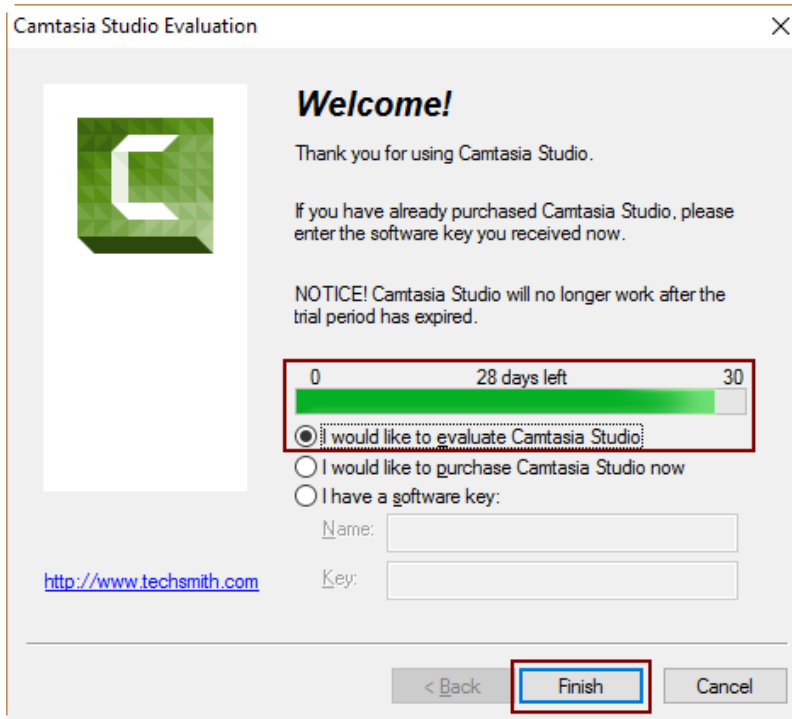 Camtasia Studio Evaluation
Welcome!
Thank you for using Camtasia Studio.
If you have already purchased Camtasia Studio, please
enter the software key you received now.
NOTICE! Camtasia Studio will no longer work after the
trial period has expired.
0 28 days left 30
I would like to evaluate Camtasia Studio
I would like to purchase Camtasia Studio now
I have a software key:
Name:
Key:
http://www.techsmith.com
< Back Finish Cancel